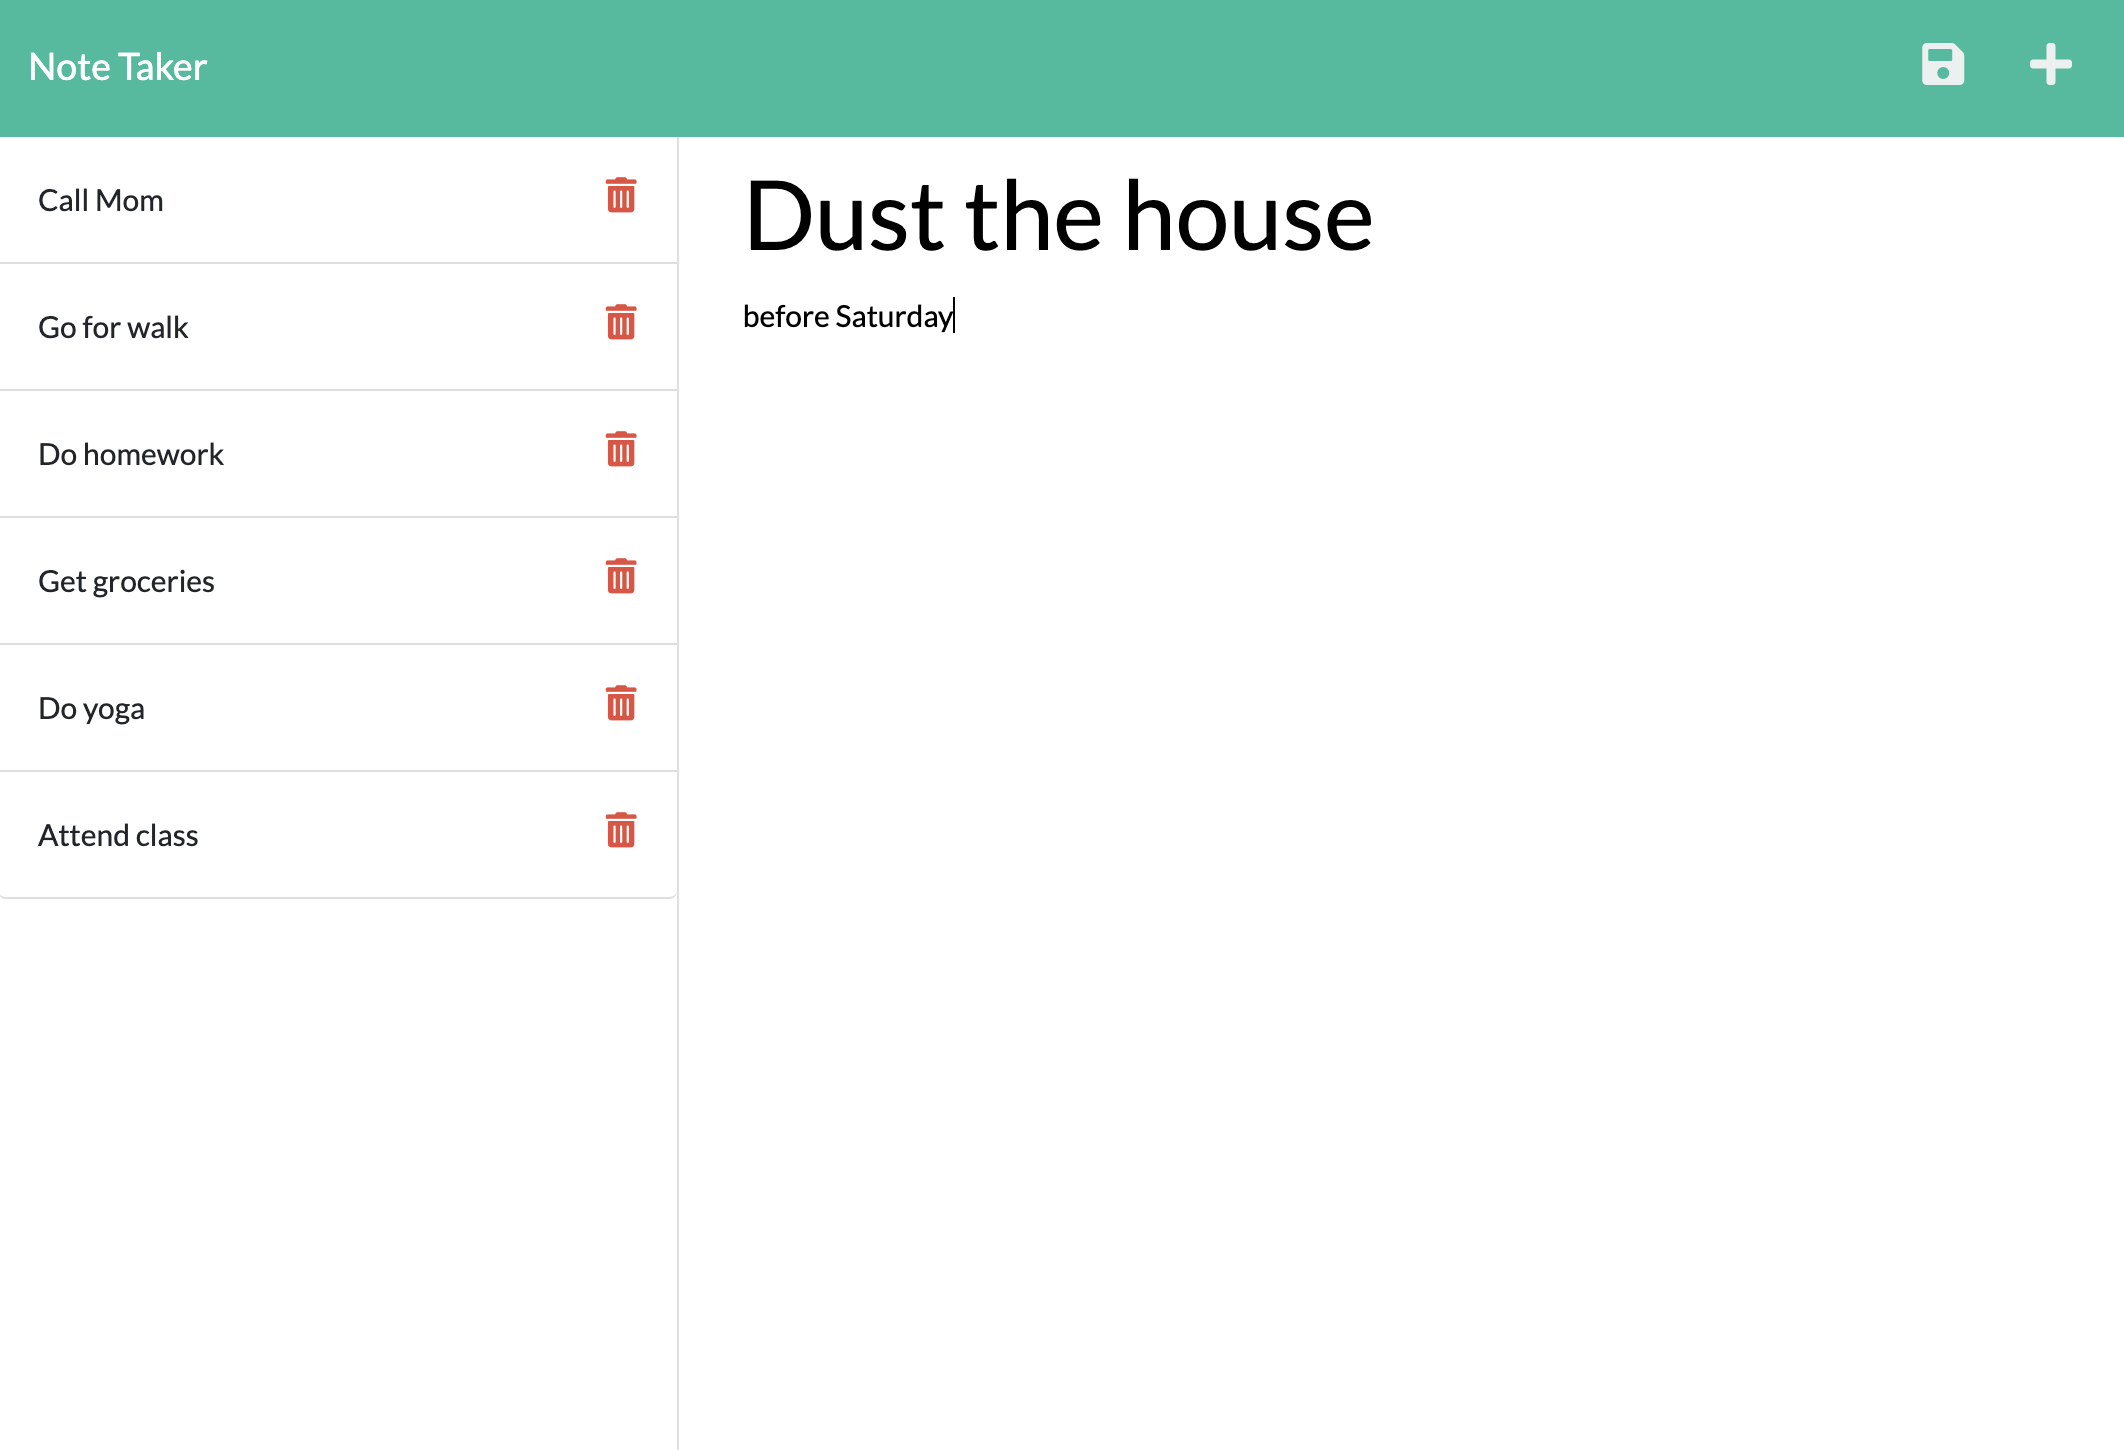 Note Taker
Call Mom
Go for walk
Do homework
Get groceries
Do yoga
Attend class
Dust the house
before Saturday